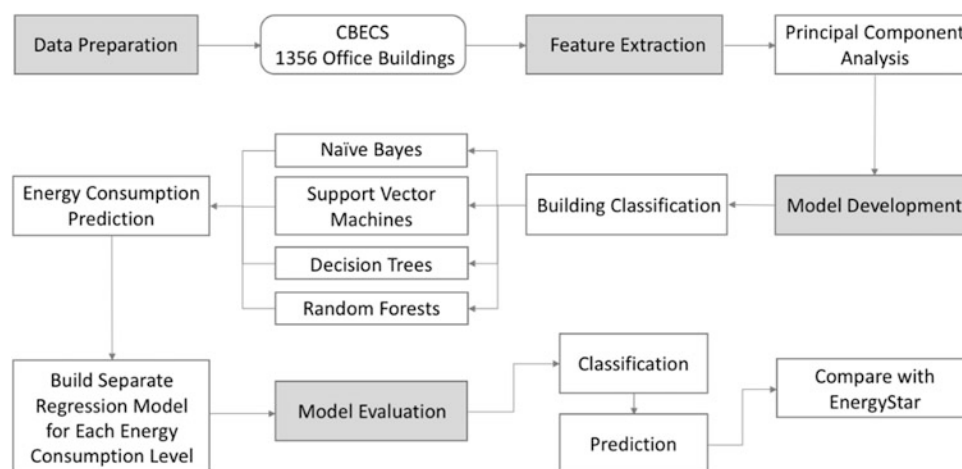 Data Preparation
CBECS
1356 Office Buildings
Feature Extraction
Principal Component
Analysis
Naïve Bayes
Support Vector
Machines
Decision Trees
Random Forests
Energy Consumption
Prediction
Building Classification
Model Development
Build Separate
Regression Model
for Each Energy
Consumption Level
Model Evaluation
Classification
Prediction
Compare with
EnergyStar